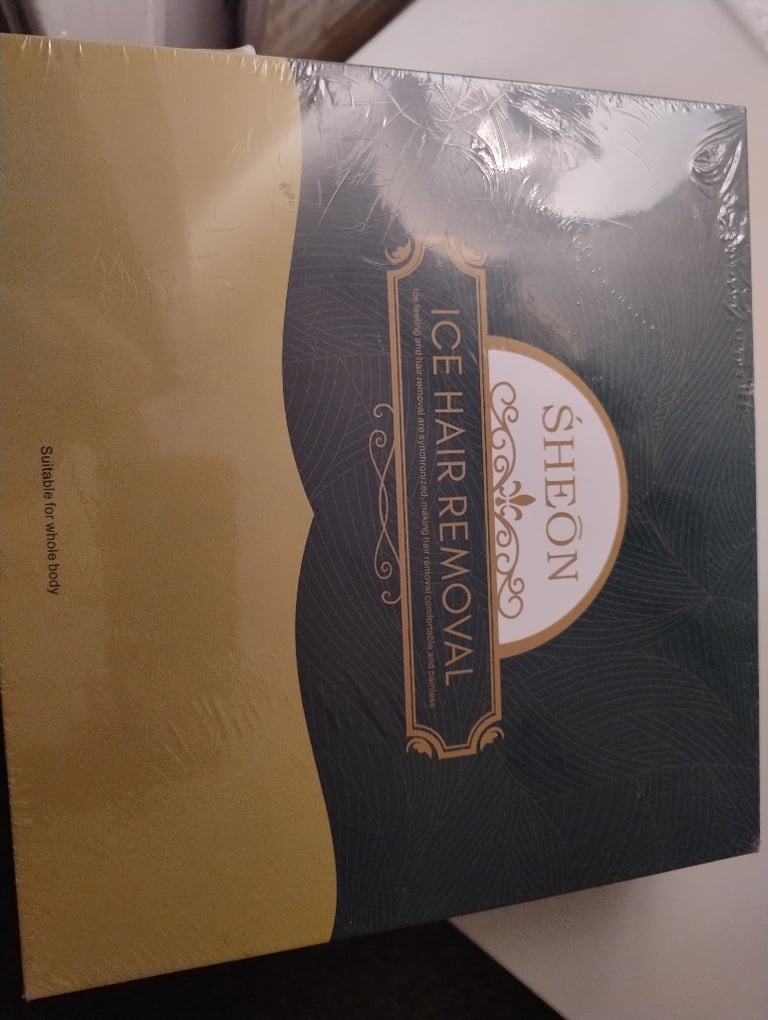 ŚHEŌN
ICE HAIR REMOVAL
Ice feeling and hair removal are synchronized, making hair removal comfortable and painless
Suitable for whole body